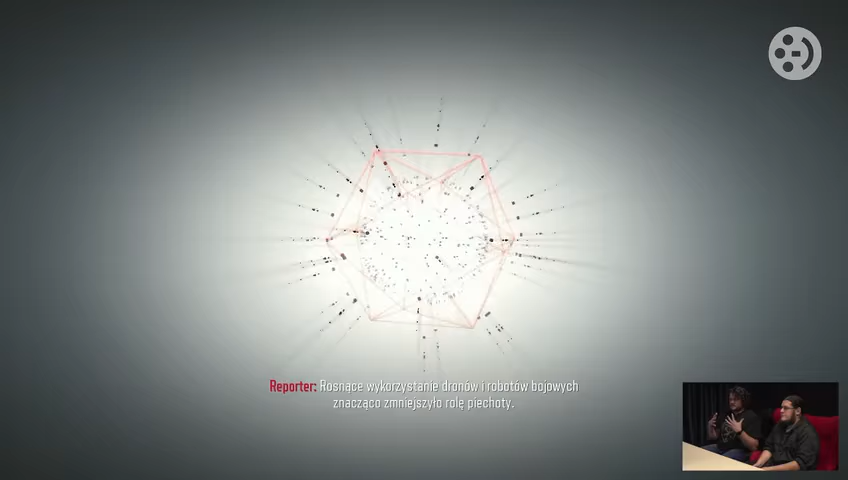 Reporter: Rosnące wykorzystanie dronów i robotów bojowych
znacząco zmniejszyło rolę piechoty.